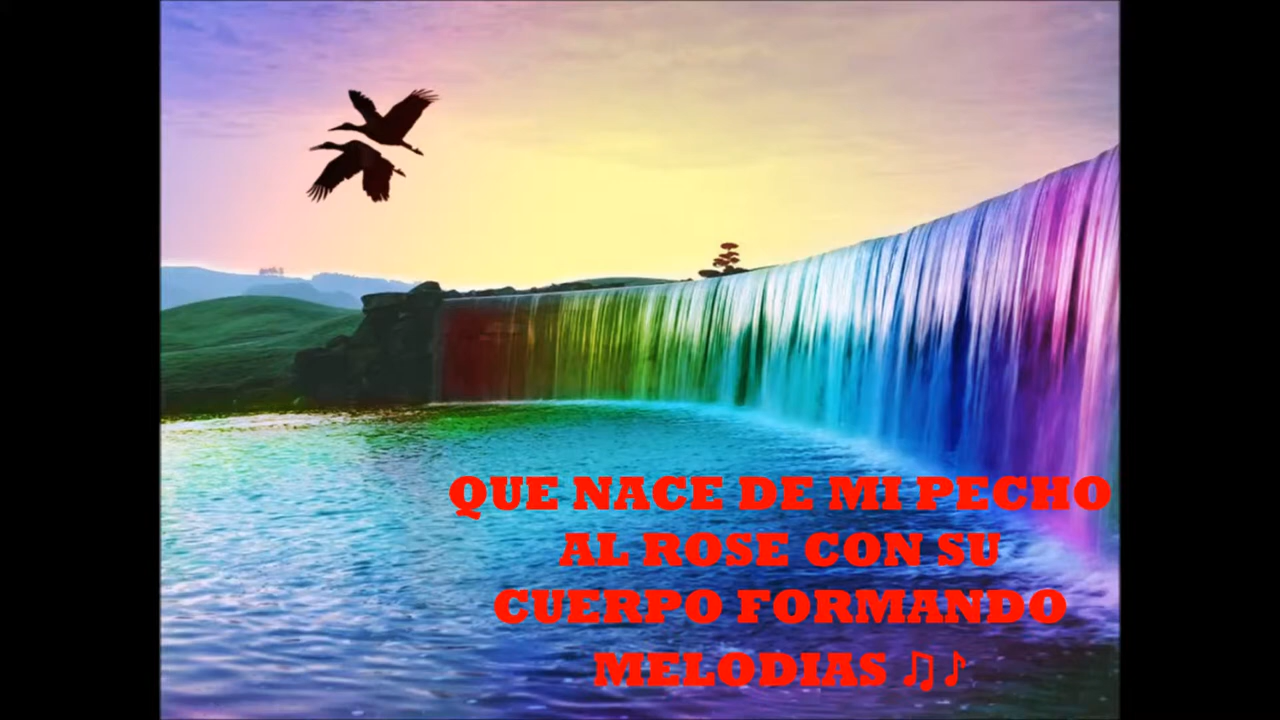 QUE NACE DE MI PECHO
AL ROSE CON SU
CUERPO FORMANDO
MELODIAS ♫♪